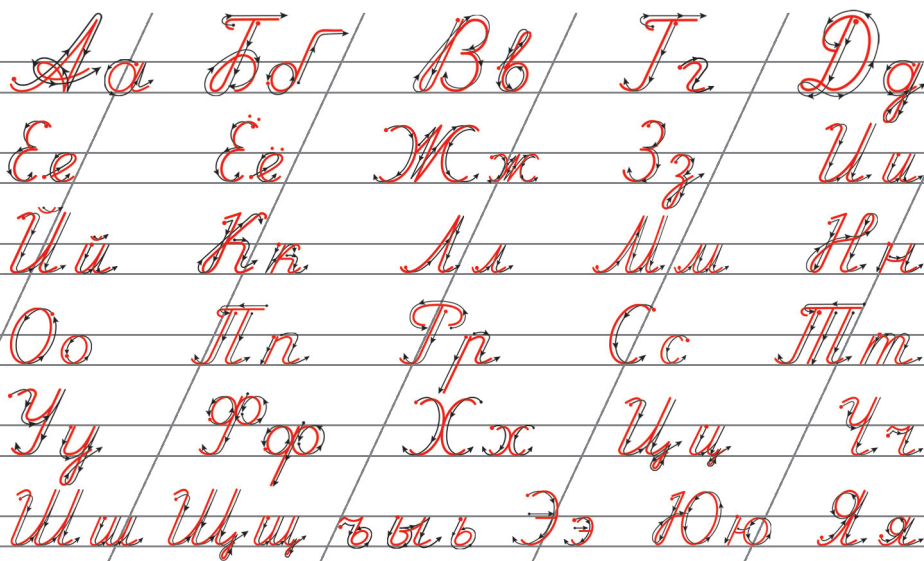 Аа Бб Вв Гг Дд
Ее Ёё Жж Зз Ии
Йй Кк Лл Мм Нн
Оо Пп Рр Сс Тт
Уу Фф Хх Цц Чч
Шш Щщ ъ ы ь Ээ Юю Яя